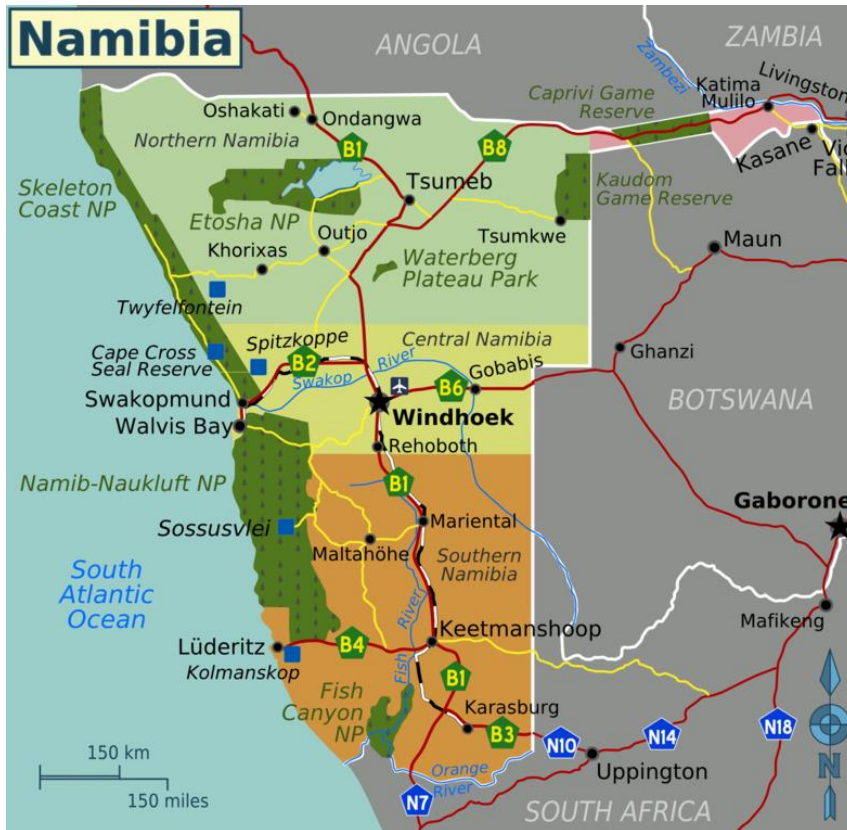 Namibia
ANGOLA
ZAMBIA
Zambezi
Livingston
Katima
Mulilo
Caprivi Game
Reserve
Kasane
Vic
Fall
Oshakati
Ondangwa
Northern Namibia
B1
B8
Skeleton
Coast NP
Etosha NP
Tsumeb
Kaudom
Game Reserve
Outjo
Khorixas
Tsumkwe
Maun
Waterberg
Plateau Park
Twyfelfontein
Spitzkoppe
Central Namibia
Cape Cross
Seal Reserve
B2
Swakop
River
B6
Gobabis
Ghanzi
Swakopmund
Walvis Bay
Windhoek
BOTSWANA
Rehoboth
Namib-Naukluft NP
B1
Gaborone
Sossusvlei
Mariental
Maltahöhe
Southern
Namibia
South
Atlantic
Ocean
Fish
River
Mafikeng
Lüderitz
B4
Keetmanshoop
Kolmanskop
B1
Fish
Canyon
NP
Karasburg
B3
N10
N14
N18
150 km
150 miles
Orange
River
Uppington
N7
SOUTH AFRICA
N